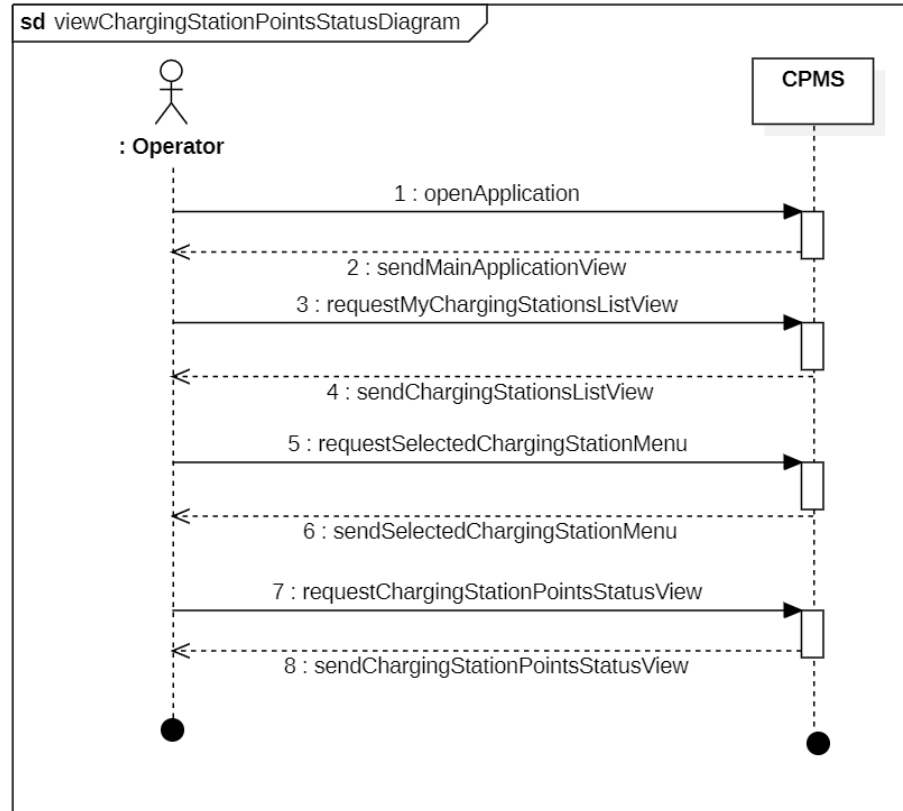 sd viewChargingStationPointsStatusDiagram
CPMS
: Operator
1 : openApplication
2 : sendMainApplicationView
3 : requestMyChargingStationsListView
4 : sendChargingStationsListView
5 : requestSelectedChargingStationMenu
6 : sendSelectedChargingStationMenu
7 : requestChargingStationPointsStatusView
8 : sendChargingStationPointsStatusView